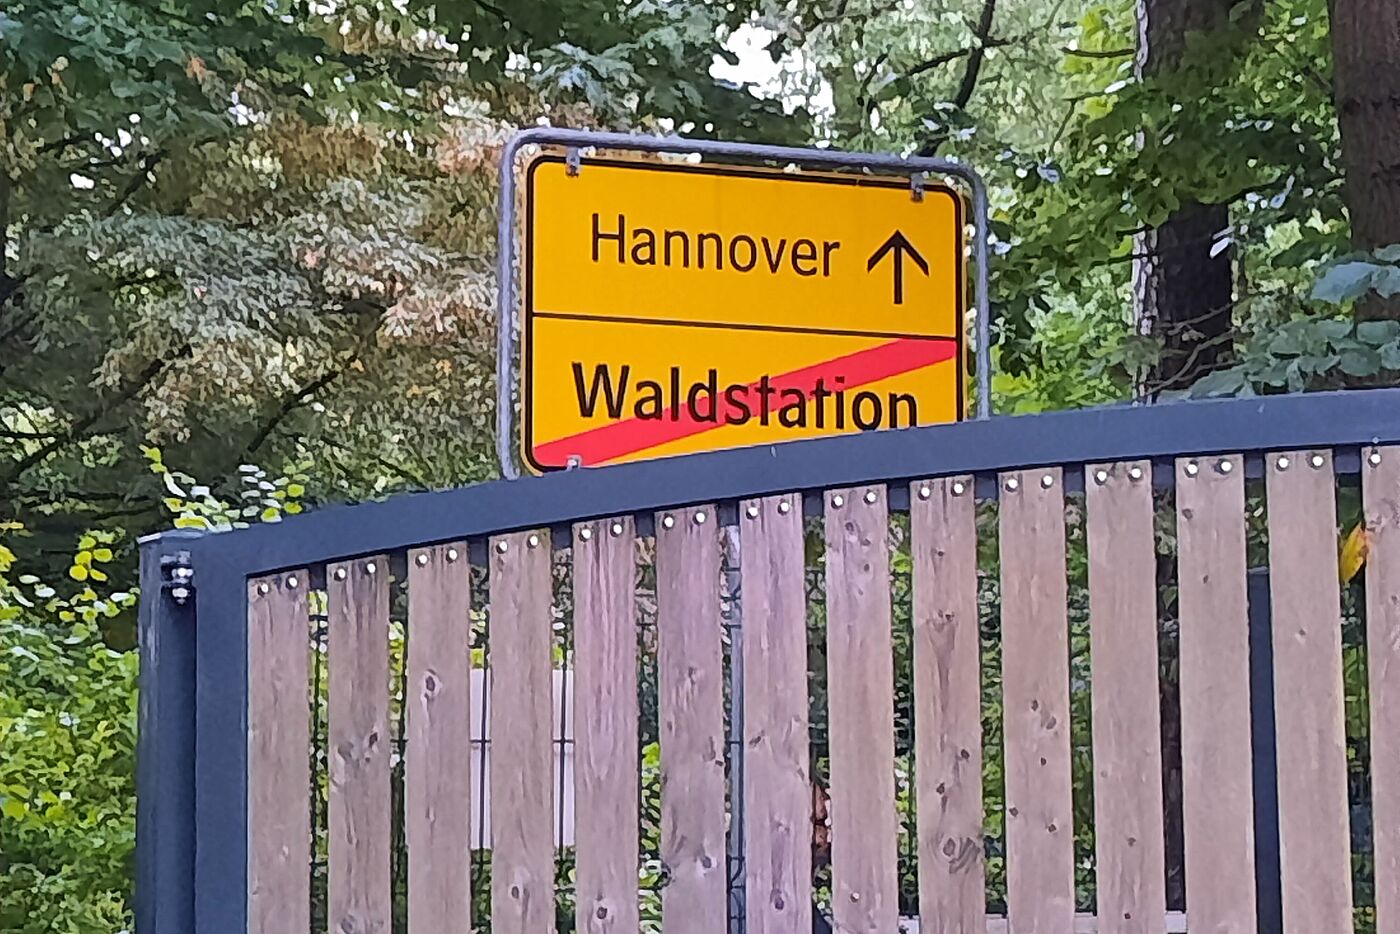 Hannover ↑
Waldstation